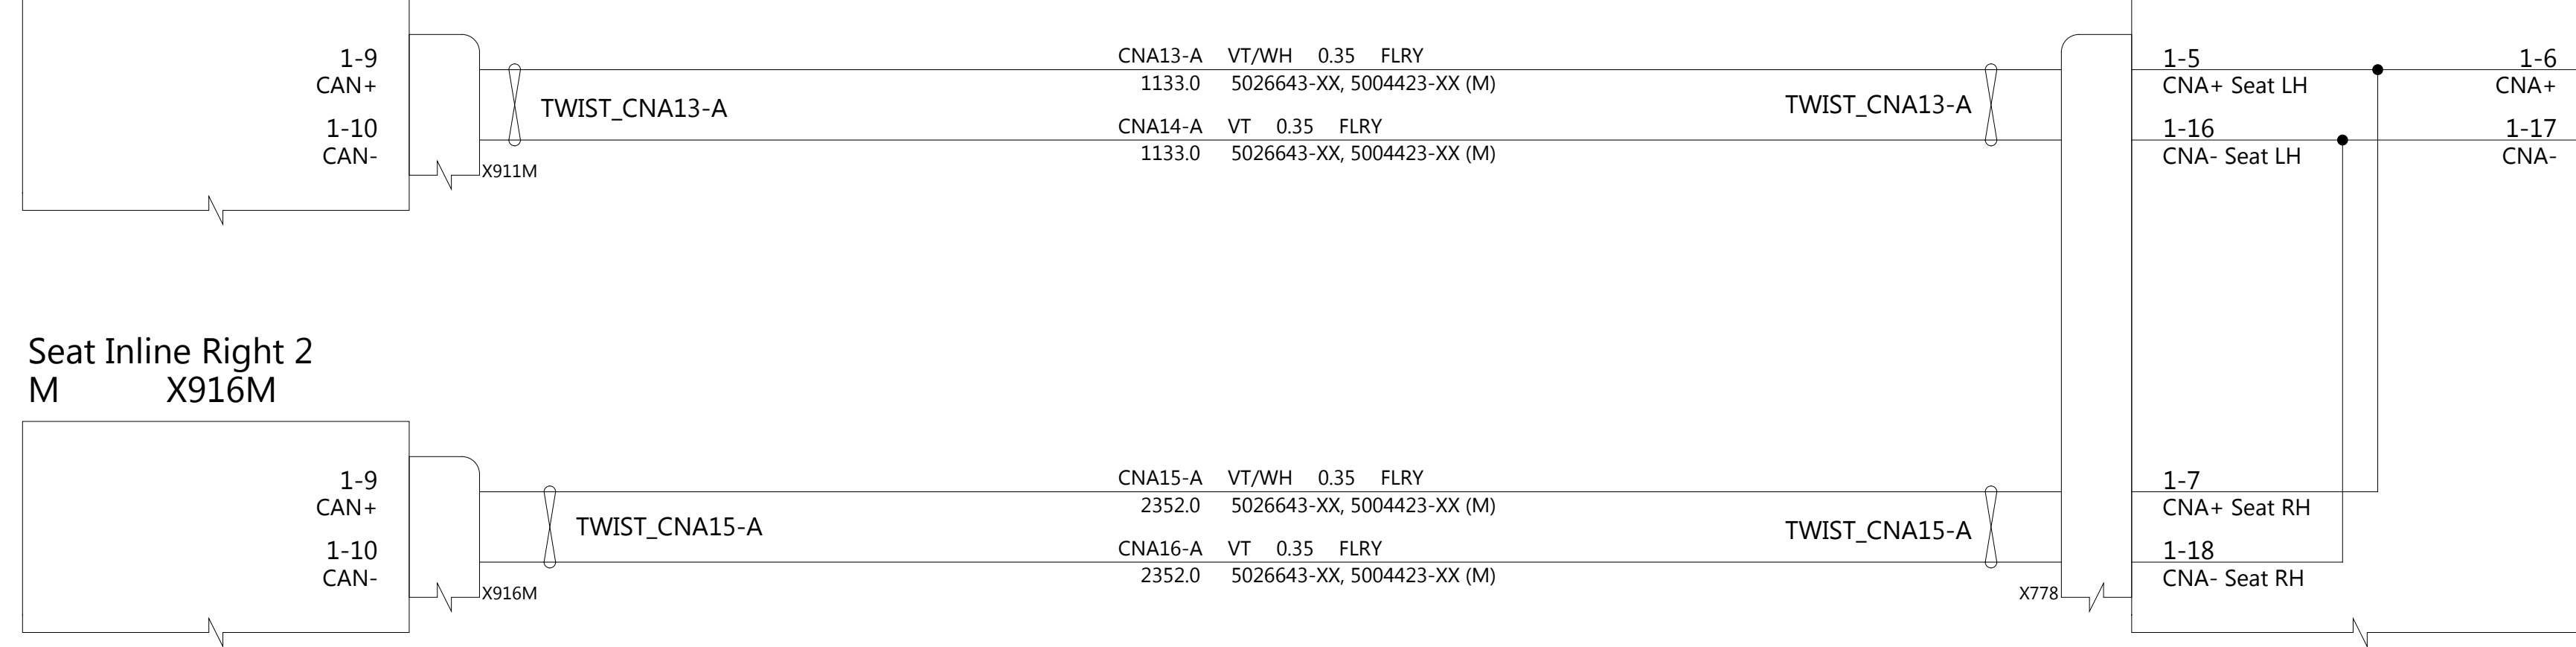 1-9
CAN+
1-10
CAN-
X911M
TWIST_CNA13-A
CNA13-A VT/WH 0.35 FLRY
1133.0 5026643-XX, 5004423-XX (M)
CNA14-A VT 0.35 FLRY
1133.0 5026643-XX, 5004423-XX (M)
TWIST_CNA13-A
1-5
CNA+ Seat LH
1-16
CNA- Seat LH
1-6
CNA+
1-17
CNA-
Seat Inline Right 2
M X916M
1-9
CAN+
1-10
CAN-
X916M
TWIST_CNA15-A
CNA15-A VT/WH 0.35 FLRY
2352.0 5026643-XX, 5004423-XX (M)
CNA16-A VT 0.35 FLRY
2352.0 5026643-XX, 5004423-XX (M)
TWIST_CNA15-A
X778
1-7
CNA+ Seat RH
1-18
CNA- Seat RH